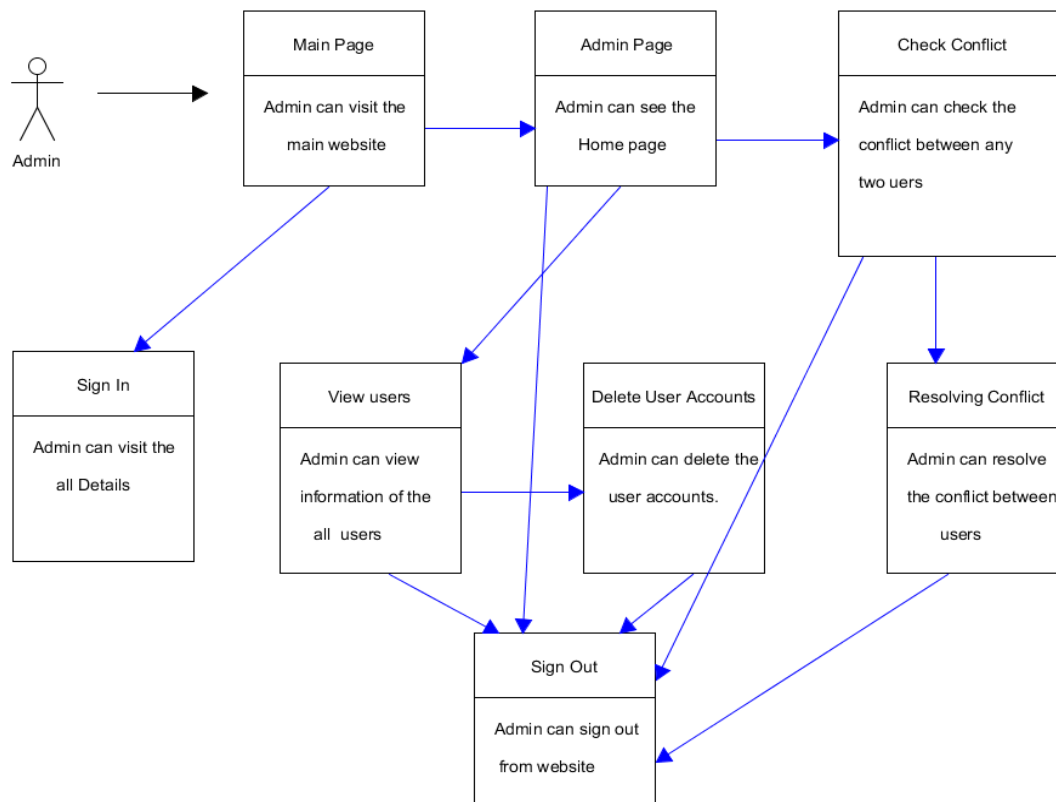 Main Page
Admin can visit the
main website
Admin Page
Admin can see the
Home page
Check Conflict
Admin can check the
conflict between any
two uers
Admin
Sign In
Admin can visit the
all Details
View users
Admin can view
information of the
all users
Delete User Accounts
Admin can delete the
user accounts.
Resolving Conflict
Admin can resolve
the conflict between
users
Sign Out
Admin can sign out
from website